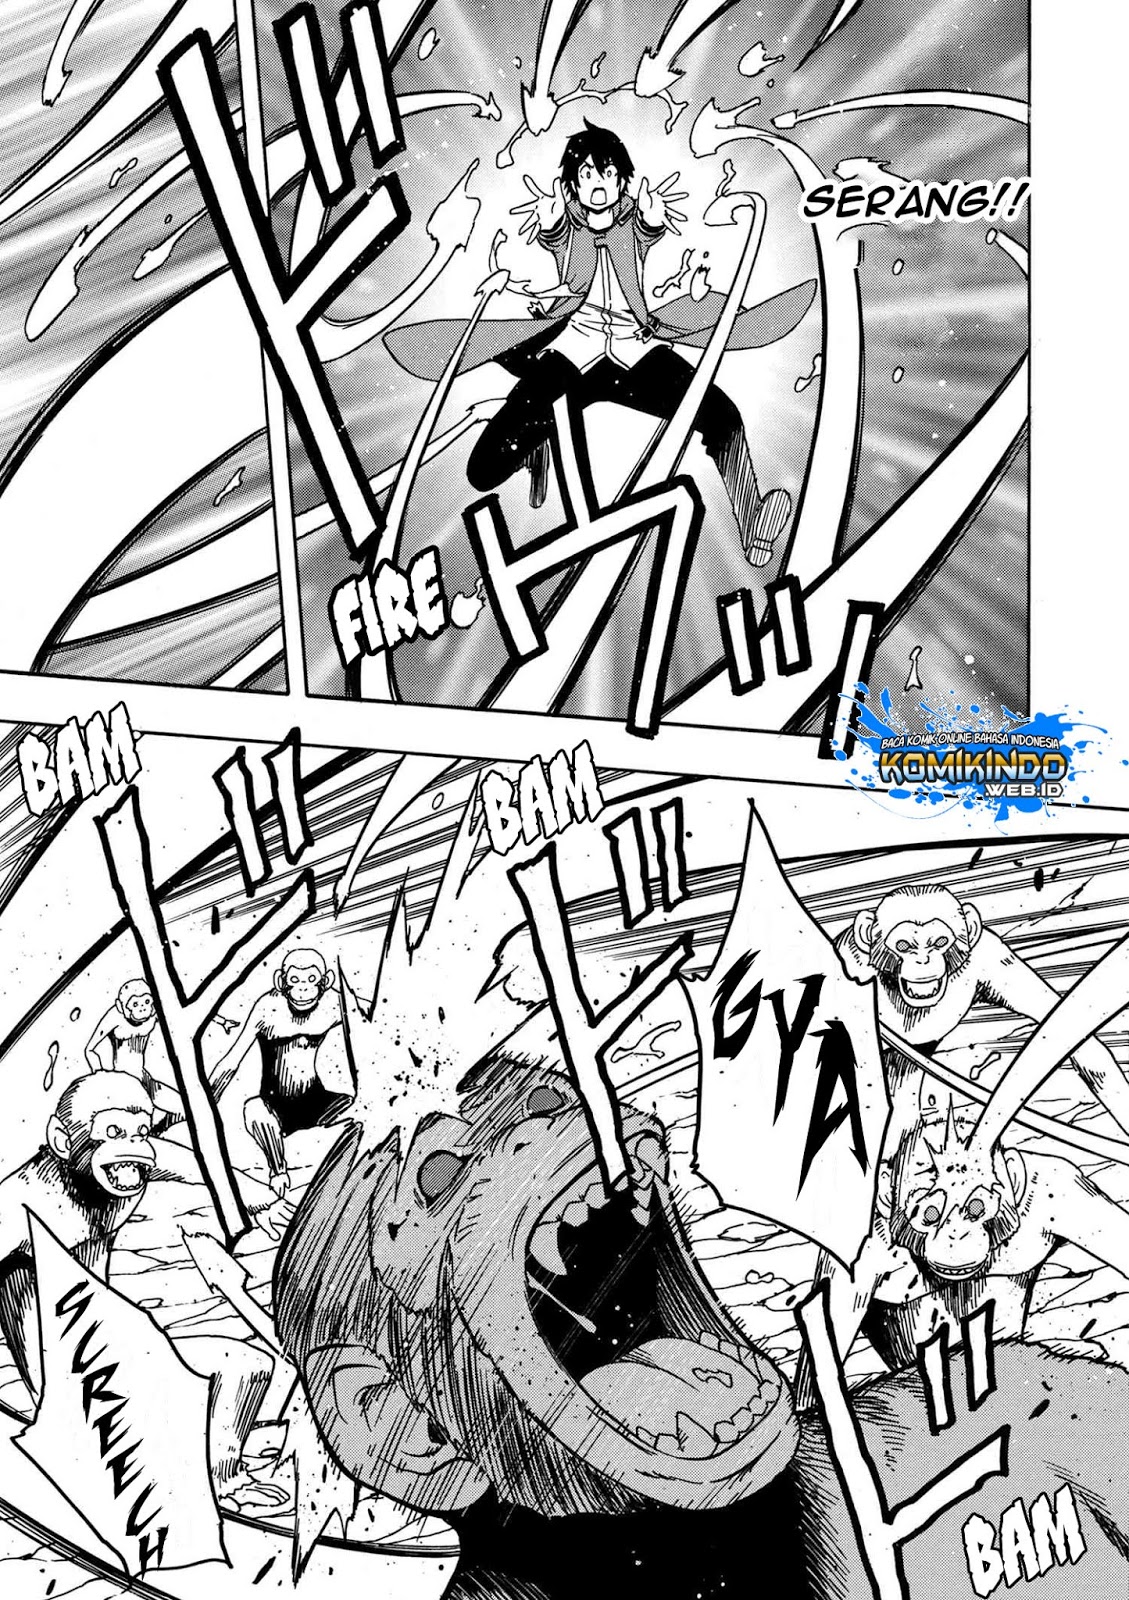 SERANG!!
ドドド
FIRE
BACA KOMIK ONLINE BAHASA INDONESIA
KOMIKINDO
WEB.ID
BAM
ド
BAM
ド
GYA
SCREECH
ド
BAM